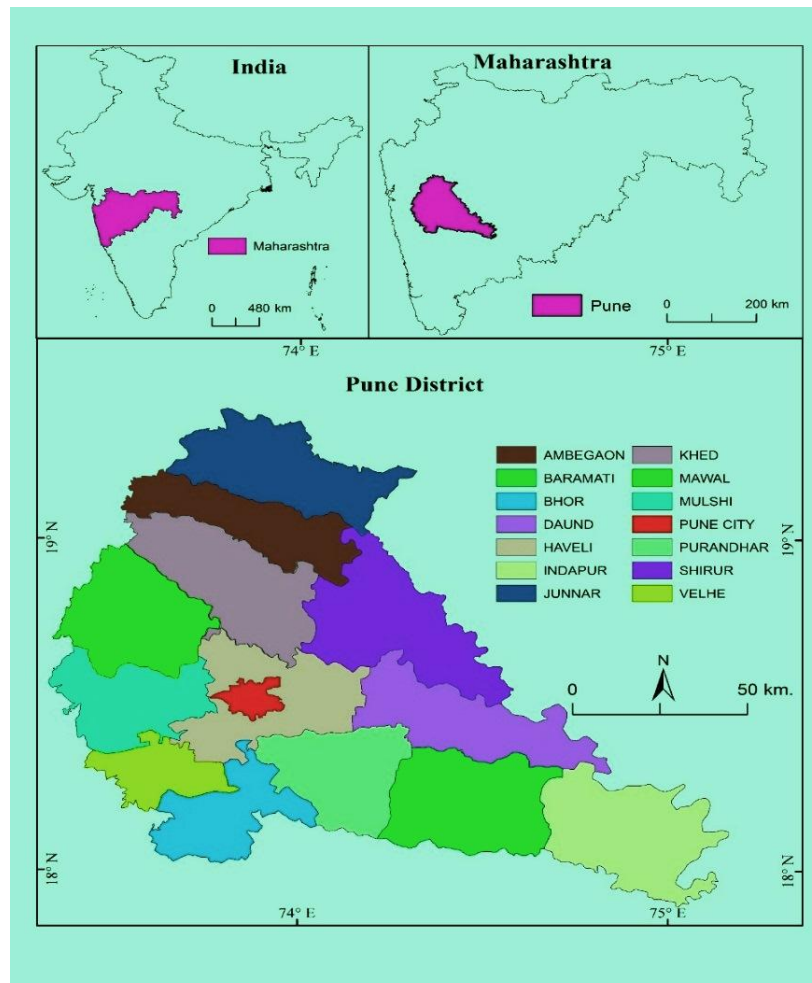 India
Maharashtra
0 480 km
Maharashtra
Pune
0 200 km
74° E 75° E
Pune District
AMBEGAON
BARAMATI
BHOR
DAUND
HAVELI
INDAPUR
JUNNAR
KHED
MAWAL
MULSHI
PUNE CITY
PURANDHAR
SHIRUR
VELHE
N
0 50 km.
19° N
19° N
18° N
18° N
74° E 75° E